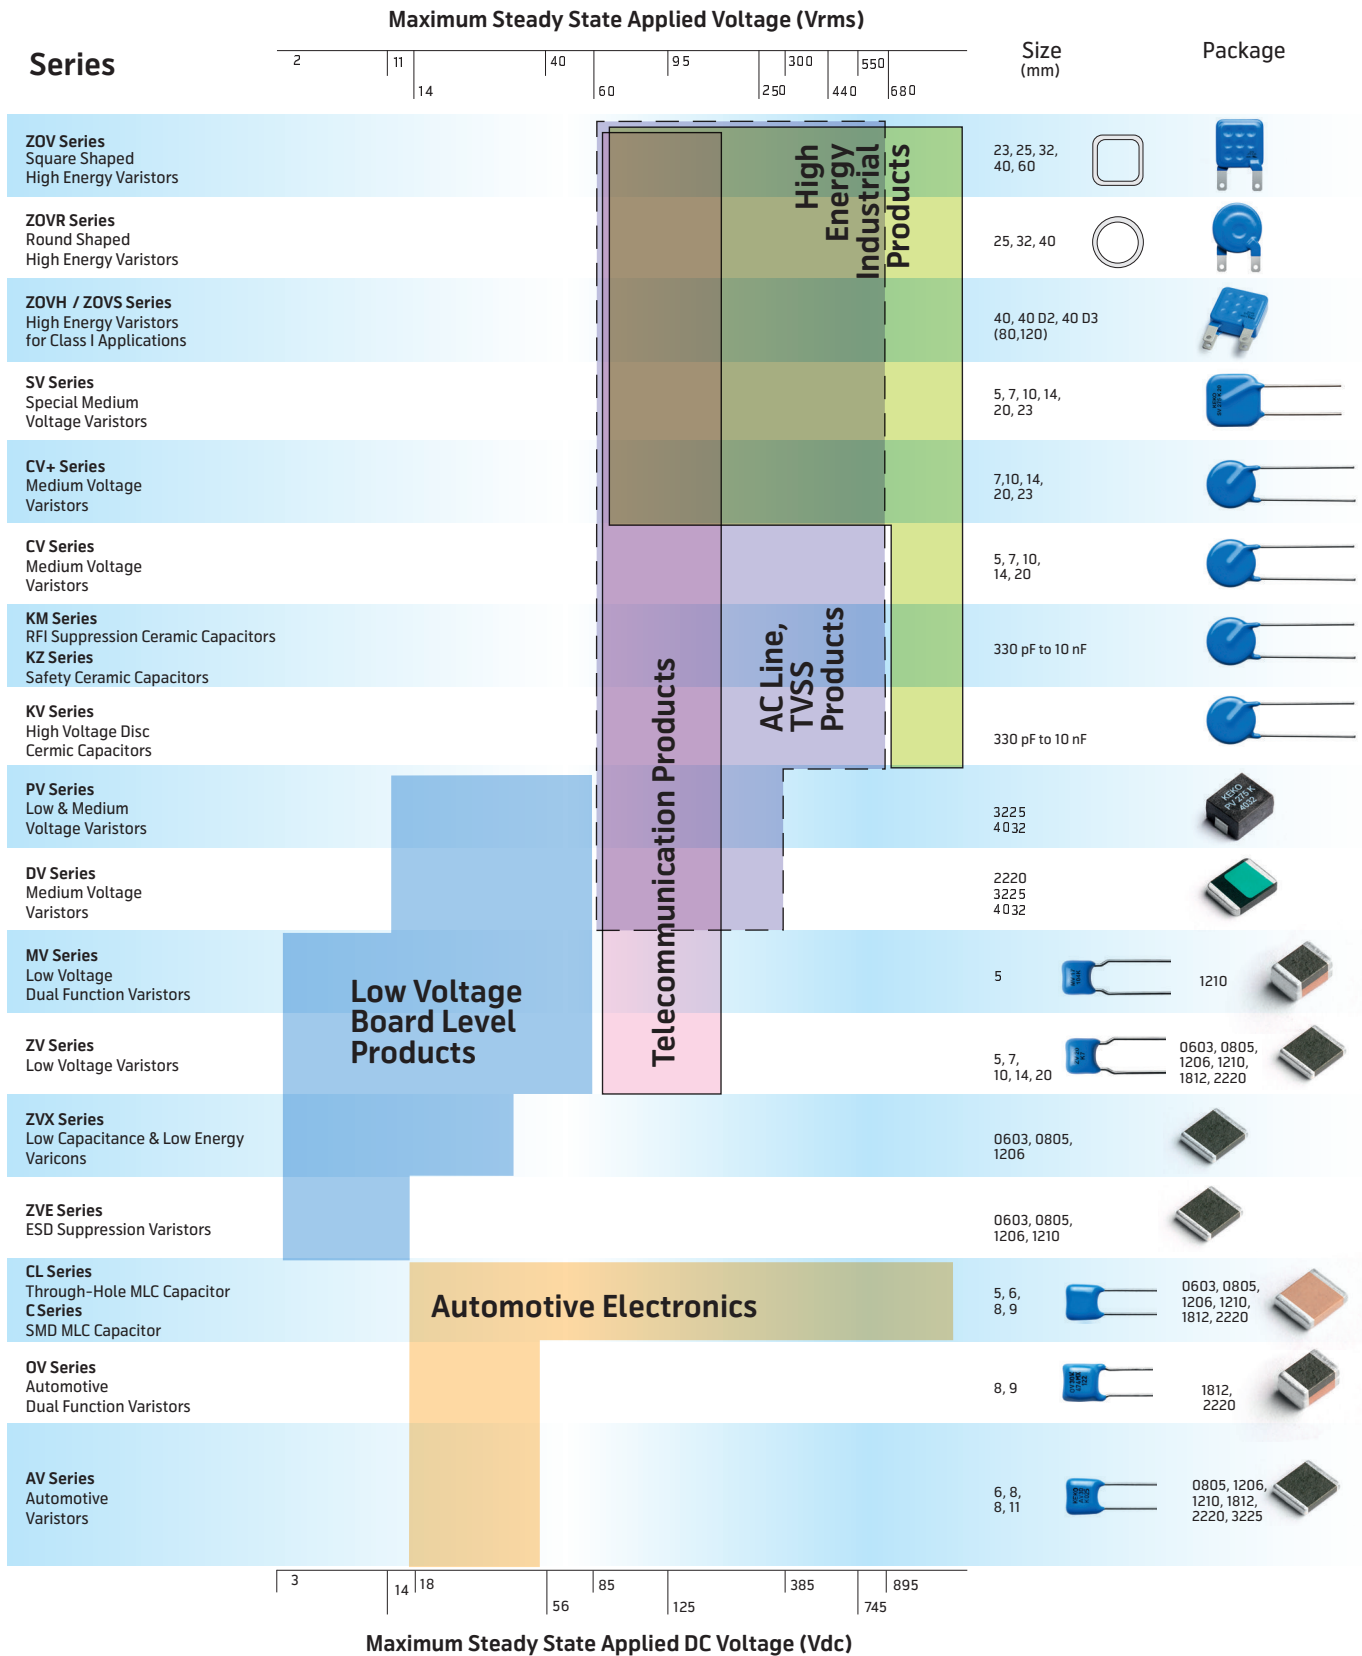 Maximum Steady State Applied Voltage (Vrms)
Series
Size
(mm)
Package
2
11
14
40
60
95
250
300
440
550
680
ZOV Series
Square Shaped
High Energy Varistors
23, 25, 32,
40, 60
ZOVR Series
Round Shaped
High Energy Varistors
25, 32, 40
ZOVH / ZOVS Series
High Energy Varistors
for Class I Applications
40, 40 D2, 40 D3
(80,120)
SV Series
Special Medium
Voltage Varistors
5, 7, 10, 14,
20, 23
CV+ Series
Medium Voltage
Varistors
7,10, 14,
20, 23
CV Series
Medium Voltage
Varistors
5, 7, 10,
14, 20
KM Series
RFI Suppression Ceramic Capacitors
KZ Series
Safety Ceramic Capacitors
330 pF to 10 nF
KV Series
High Voltage Disc
Cermic Capacitors
330 pF to 10 nF
PV Series
Low & Medium
Voltage Varistors
3225
4032
KEKO
PV 275 K
4032
DV Series
Medium Voltage
Varistors
2220
3225
4032
MV Series
Low Voltage
Dual Function Varistors
5
1210
ZV Series
Low Voltage Varistors
5, 7,
10, 14, 20
0603, 0805,
1206, 1210,
1812, 2220
ZVX Series
Low Capacitance & Low Energy
Varicons
0603, 0805,
1206
ZVE Series
ESD Suppression Varistors
0603, 0805,
1206, 1210
CL Series
Through-Hole MLC Capacitor
C Series
SMD MLC Capacitor
5, 6,
8, 9
0603, 0805,
1206, 1210,
1812, 2220
OV Series
Automotive
Dual Function Varistors
8, 9
1812,
2220
AV Series
Automotive
Varistors
6, 8,
8, 11
0805, 1206,
1210, 1812,
2220, 3225
High
Energy
Industrial
Products
AC Line,
TVSS
Products
Telecommunication Products
Low Voltage
Board Level
Products
Automotive Electronics
3
14
18
56
85
125
385
745
895
Maximum Steady State Applied DC Voltage (Vdc)